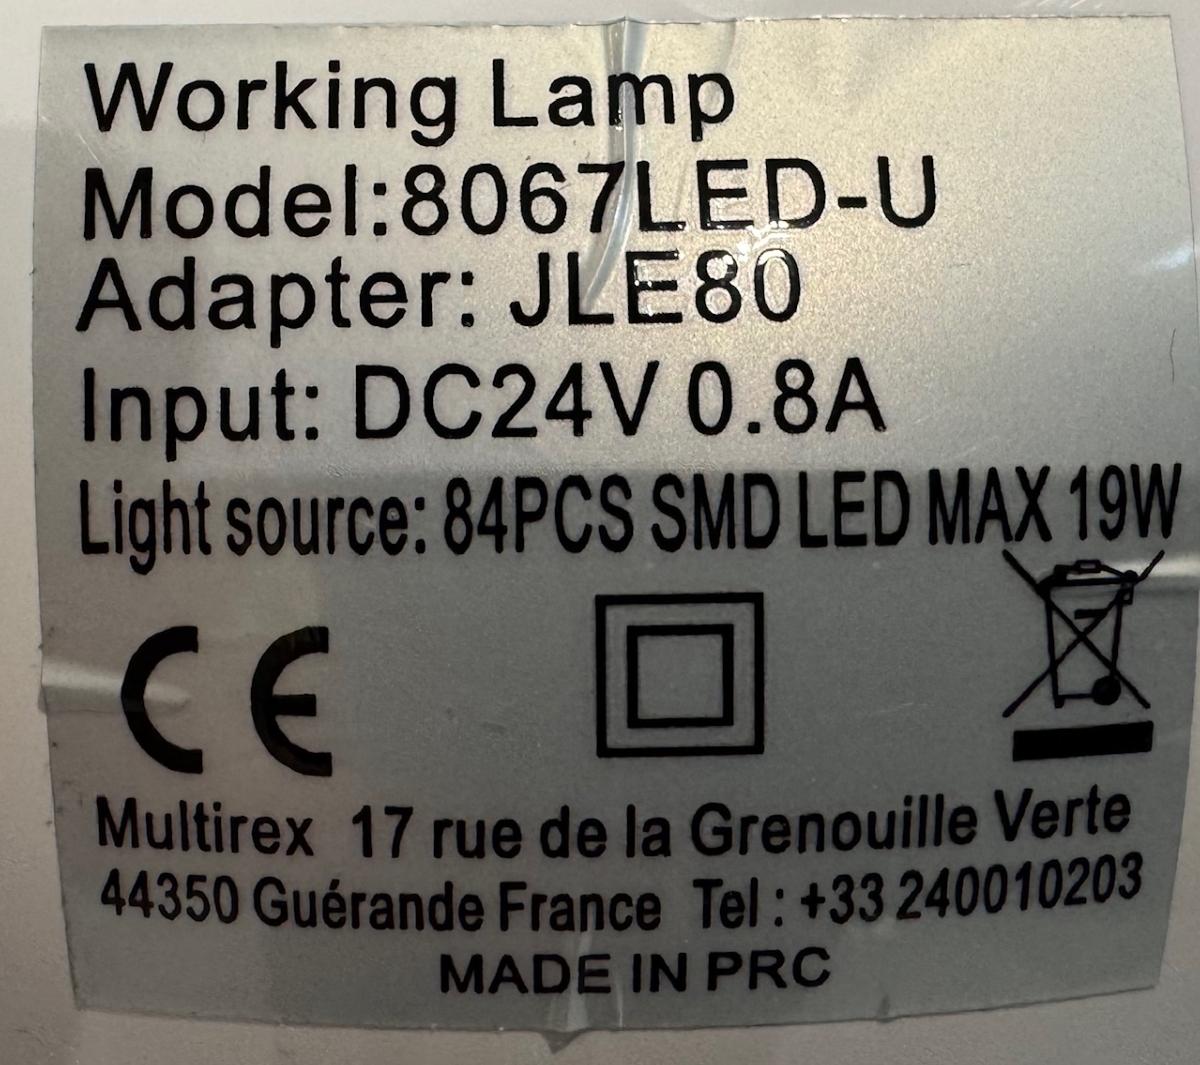 Working Lamp
Model:8067LED-U
Adapter: JLE80
Input: DC24V 0.8A
Light source: 84PCS SMD LED MAX 19W
CE
Multirex 17 rue de la Grenouille Verte
44350 Guérande France Tel : +33 240010203
MADE IN PRC